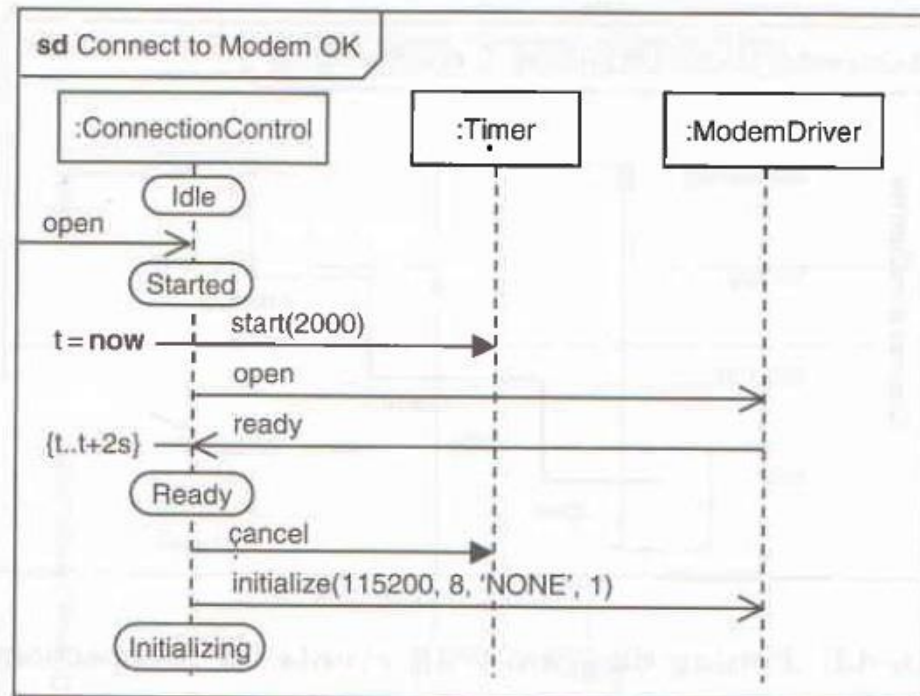 sd Connect to Modem OK
:ConnectionControl
:Timer
:ModemDriver
Idle
open
Started
start(2000)
t = now
open
ready
{t..t+2s}
Ready
cancel
initialize(115200, 8, ‘NONE’, 1)
Initializing